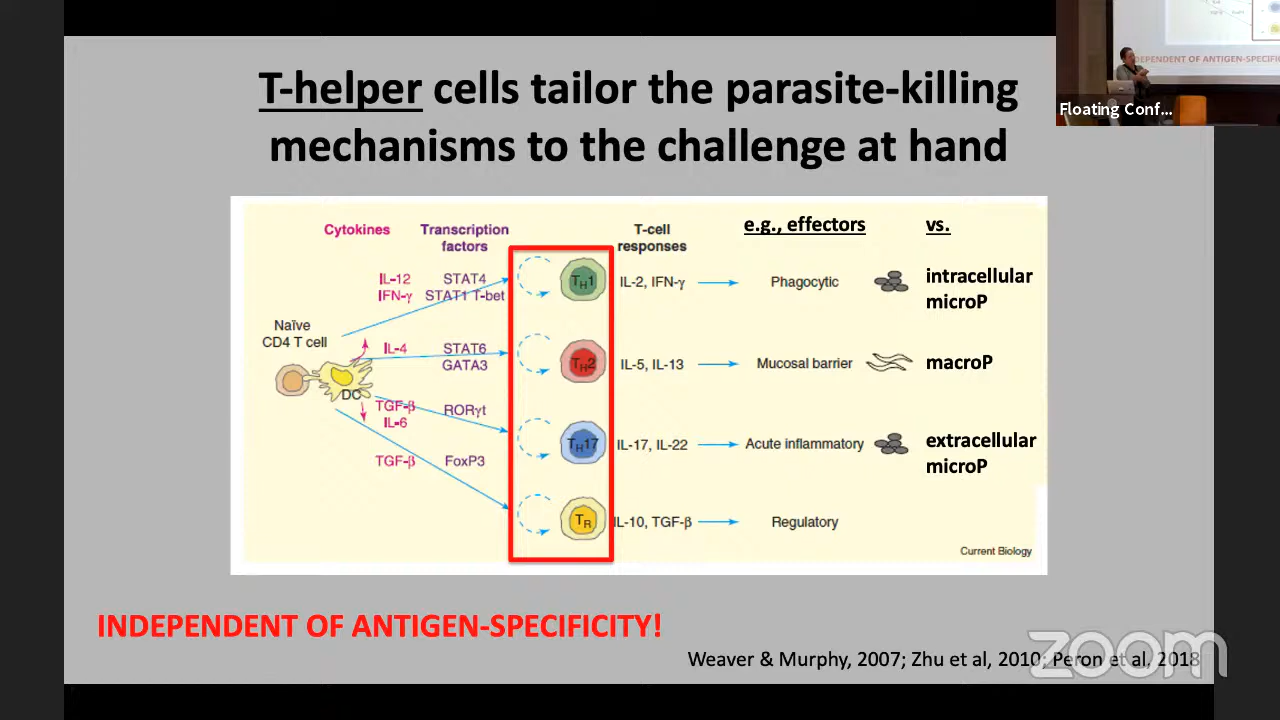 T-helper cells tailor the parasite-killing
mechanisms to the challenge at hand
DEPENDENT OF ANTIGEN-SPECIFIC
Floating Conf...
Cytokines
Transcription
factors
T-cell
responses
e.g., effectors
vs.
IL-12
IFN-γ
STAT4
STAT1 T-bet
TH1
IL-2, IFN-γ
Phagocytic
intracellular
microP
Naïve
CD4 T cell
DC
IL-4
STAT6
GATA3
TH2
IL-5, IL-13
Mucosal barrier
macroP
TGF-β
IL-6
RORγt
TH17
IL-17, IL-22
Acute inflammatory
extracellular
microP
TGF-β
FoxP3
TR
IL-10, TGF-β
Regulatory
Current Biology
INDEPENDENT OF ANTIGEN-SPECIFICITY!
Weaver & Murphy, 2007; Zhu et al, 2010; Peron et al, 2018
zoom